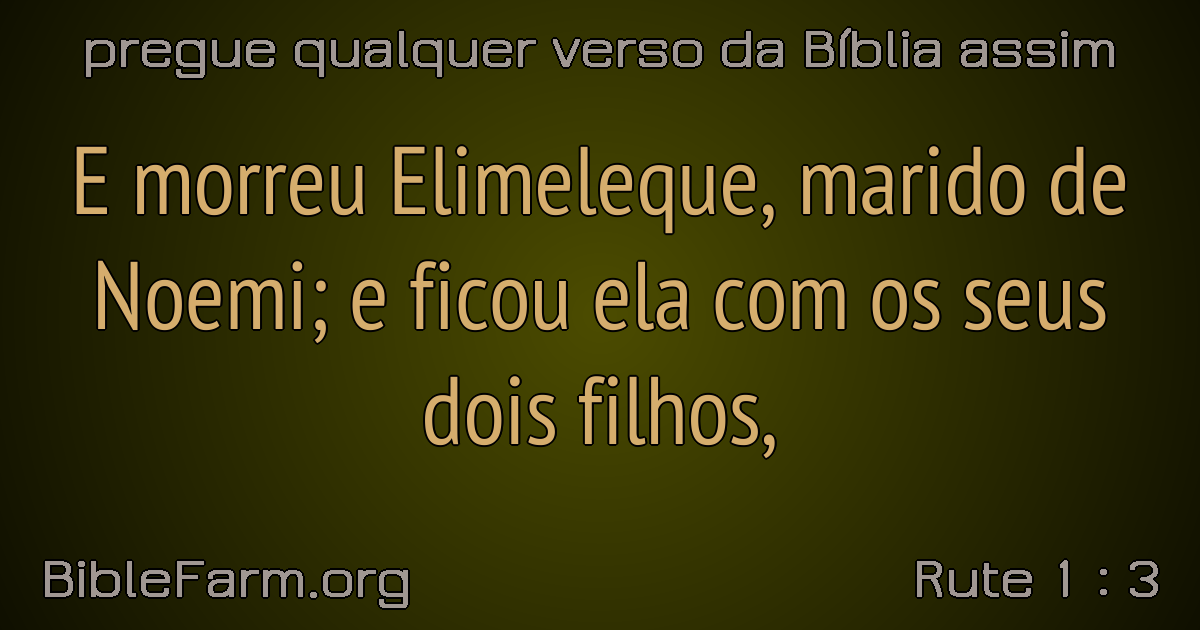 pregue qualquer verso da Bíblia assim
E morreu Elimeleque, marido de
Noemi; e ficou ela com os seus
dois filhos,
BibleFarm.org
Rute 1 : 3